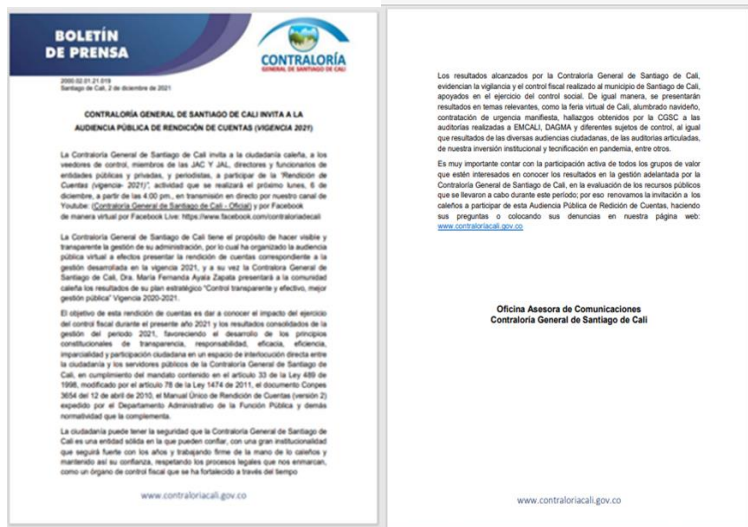 BOLETÍN
DE PRENSA
CONTRALORÍA
GENERAL DE SANTIAGO DE CALI
2000.02.01.21.019
Santiago de Cali, 2 de diciembre de 2021
CONTRALORÍA GENERAL DE SANTIAGO DE CALI INVITA A LA
AUDIENCIA PÚBLICA DE RENDICIÓN DE CUENTAS (VIGENCIA 2021)
La Contraloría General de Santiago de Cali invita a la ciudadanía caleña, a los
veedores de control, miembros de las JAC Y JAL, directores y funcionarios de
entidades públicas y privadas, y periodistas, a participar de la "Rendición de
Cuentas (vigencia- 2021)", actividad que se realizará el próximo lunes, 6 de
diciembre, a partir de las 4:00 pm., en transmisión en directo por nuestro canal de
Youtube: (Contraloría General de Santiago de Cali - Oficial) y por Facebook
de manera virtual por Facebook Live: https://www.facebook.com/contraloriadecali
La Contraloría General de Santiago de Cali tiene el propósito de hacer visible y
transparente la gestión de su administración, por lo cual ha organizado la audiencia
pública virtual a efectos presentar la rendición de cuentas correspondiente a la
gestión desarrollada en la vigencia 2021, y a su vez la Contralora General de
Santiago de Cali, Dra. María Fernanda Ayala Zapata presentará a la comunidad
caleña los resultados de su plan estratégico "Control transparente y efectivo, mejor
gestión pública" Vigencia 2020-2021.
El objetivo de esta rendición de cuentas es dar a conocer el impacto del ejercicio
del control fiscal durante el presente año 2021 y los resultados consolidados de la
gestión del periodo 2021, favoreciendo el desarrollo de los principios
constitucionales de transparencia, responsabilidad, eficacia, eficiencia,
imparcialidad y participación ciudadana en un espacio de interlocución directa entre
la ciudadanía y los servidores públicos de la Contraloría General de Santiago de
Cali, en cumplimiento del mandato contenido en el artículo 33 de la Ley 489 de
1998, modificado por el artículo 78 de la Ley 1474 de 2011, el documento Conpes
3654 del 12 de abril de 2010, el Manual Único de Rendición de Cuentas (versión 2)
expedido por el Departamento Administrativo de la Función Pública y demás
normatividad que la complementa.
La ciudadanía puede tener la seguridad que la Contraloría General de Santiago de
Cali es una entidad sólida en la que pueden confiar, con una gran institucionalidad
que seguirá fuerte con los años y trabajando firme de la mano de lo caleños y
mantenido así su confianza, respetando los procesos legales que nos enmarcan,
como un órgano de control fiscal que se ha fortalecido a través del tiempo
www.contraloriacali.gov.co
Los resultados alcanzados por la Contraloría General de Santiago de Cali,
evidencian la vigilancia y el control fiscal realizado al municipio de Santiago de Cali,
apoyados en el ejercicio del control social. De igual manera, se presentarán
resultados en temas relevantes, como la feria virtual de Cali, alumbrado navideño,
contratación de urgencia manifiesta, hallazgos obtenidos por la CGSC a las
auditorías realizadas a EMCALI, DAGMA y diferentes sujetos de control, al igual
que resultados de las diversas audiencias ciudadanas, de las auditorías articuladas,
de nuestra inversión institucional y tecnificación en pandemia, entre otros.
Es muy importante contar con la participación activa de todos los grupos de valor
que estén interesados en conocer los resultados en la gestión adelantada por la
Contraloría General de Santiago de Cali, en la evaluación de los recursos públicos
que se llevaron a cabo durante este período; por eso renovamos la invitación a los
caleños a participar de esta Audiencia Pública de Redición de Cuentas, haciendo
sus preguntas o colocando sus denuncias en nuestra página web:
www.contraloriacali.gov.co
Oficina Asesora de Comunicaciones
Contraloría General de Santiago de Cali
www.contraloriacali.gov.co